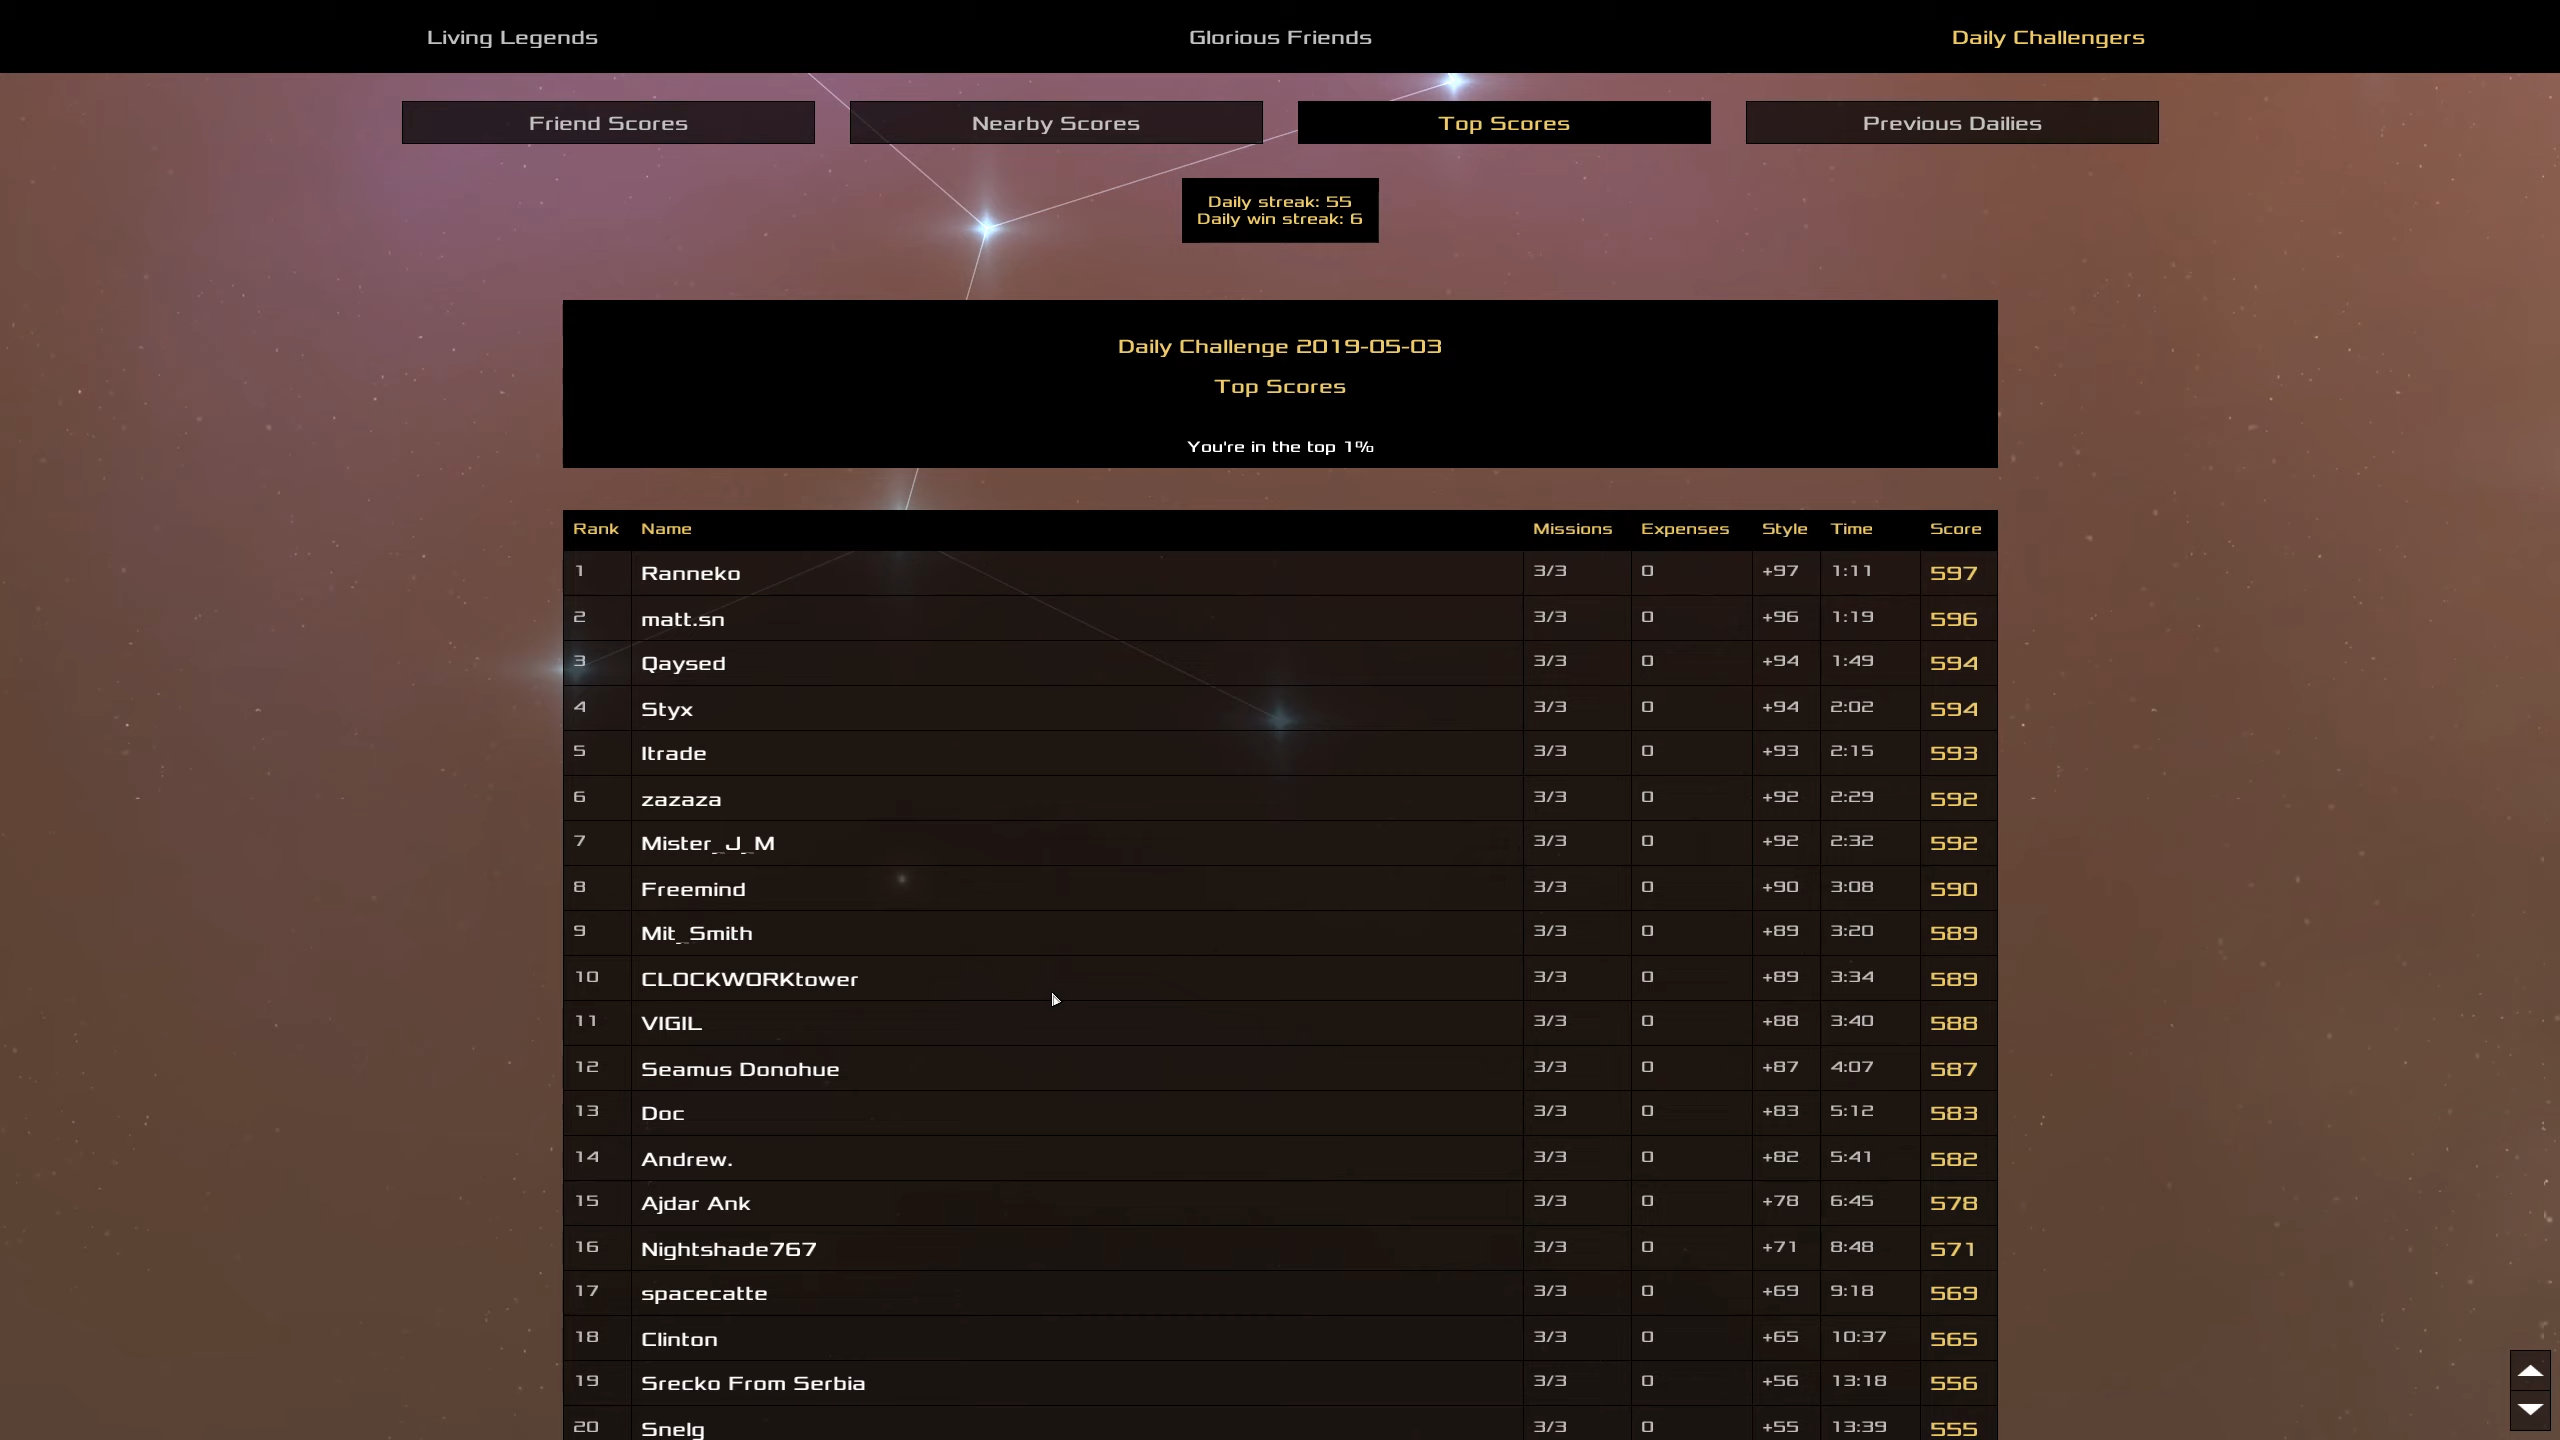 Living Legends Glorious Friends Daily Challengers
Friend Scores Nearby Scores Top Scores Previous Dailies
Daily streak: 55
Daily win streak: 6
Daily Challenge 2019-05-03
Top Scores
You're in the top 1%
Rank Name Missions Expenses Style Time Score
1 Ranneko 3/3 0 +97 1:11 597
2 matt.sn 3/3 0 +96 1:19 596
3 Qaysed 3/3 0 +94 1:49 594
4 Styx 3/3 0 +94 2:02 594
5 ltrade 3/3 0 +93 2:15 593
6 zazaza 3/3 0 +92 2:29 592
7 Mister_J_M 3/3 0 +92 2:32 592
8 Freemind 3/3 0 +90 3:08 590
9 Mit_Smith 3/3 0 +89 3:20 589
10 CLOCKWORKtower 3/3 0 +89 3:34 589
11 VIGIL 3/3 0 +88 3:40 588
12 Seamus Donohue 3/3 0 +87 4:07 587
13 Doc 3/3 0 +83 5:12 583
14 Andrew. 3/3 0 +82 5:41 582
15 Ajdar Ank 3/3 0 +78 6:45 578
16 Nightshade767 3/3 0 +71 8:48 571
17 spacecatte 3/3 0 +69 9:18 569
18 Clinton 3/3 0 +65 10:37 565
19 Srecko From Serbia 3/3 0 +56 13:18 556
20 Snelg 3/3 0 +55 13:39 555